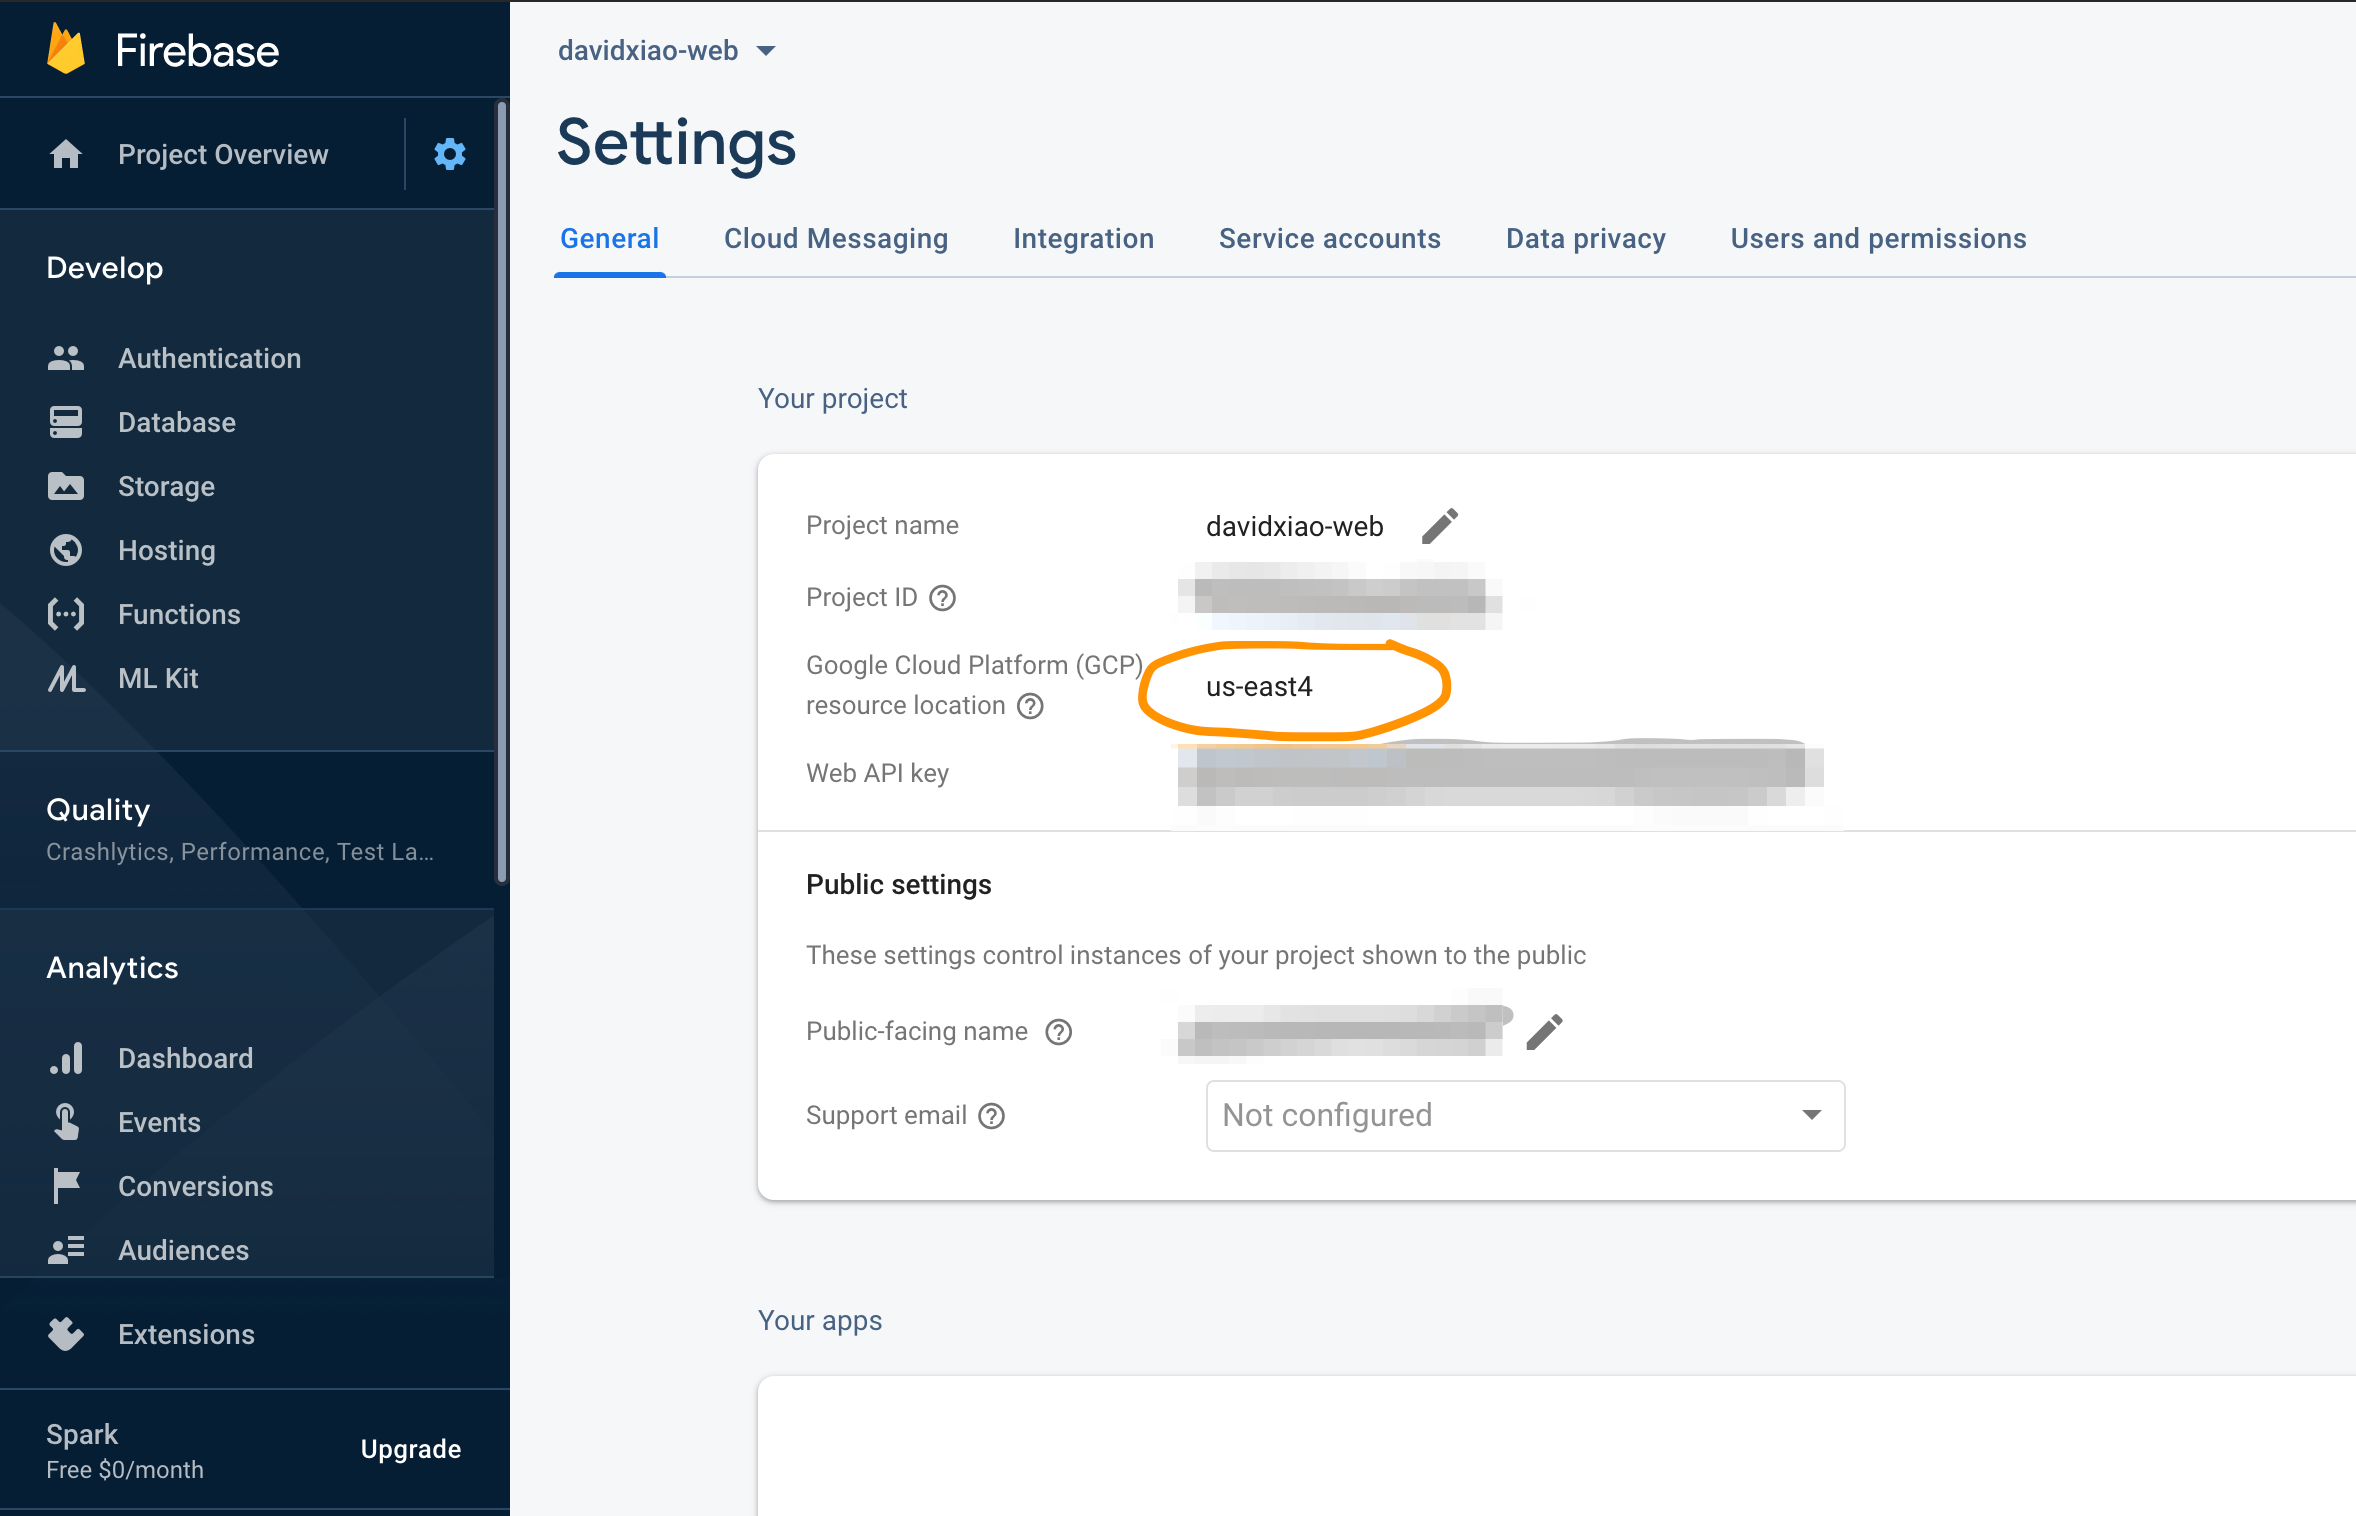 Firebase
Project Overview
Develop
Authentication
Database
Storage
Hosting
Functions
ML Kit
Quality
Crashlytics, Performance, Test La...
Analytics
Dashboard
Events
Conversions
Audiences
Extensions
Spark
Free $0/month
Upgrade
davidxiao-web
Settings
General Cloud Messaging Integration Service accounts Data privacy Users and permissions
Your project
Project name davidxiao-web
Project ID
Google Cloud Platform (GCP)
resource location us-east4
Web API key
Public settings
These settings control instances of your project shown to the public
Public-facing name
Support email Not configured
Your apps